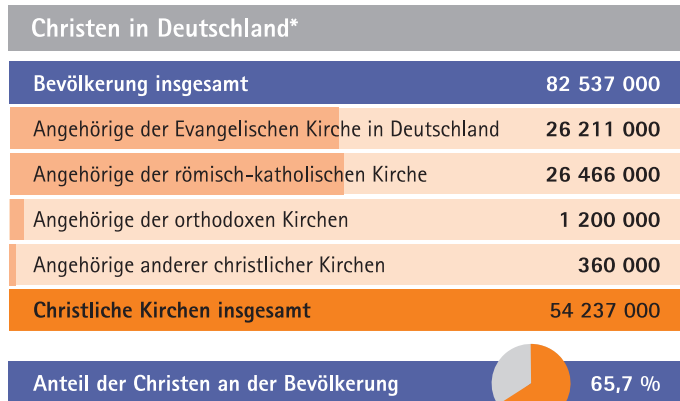 Christen in Deutschland*
Bevölkerung insgesamt 82 537 000
Angehörige der Evangelischen Kirche in Deutschland 26 211 000
Angehörige der römisch-katholischen Kirche 26 466 000
Angehörige der orthodoxen Kirchen 1 200 000
Angehörige anderer christlicher Kirchen 360 000
Christliche Kirchen insgesamt 54 237 000
Anteil der Christen an der Bevölkerung 65,7 %